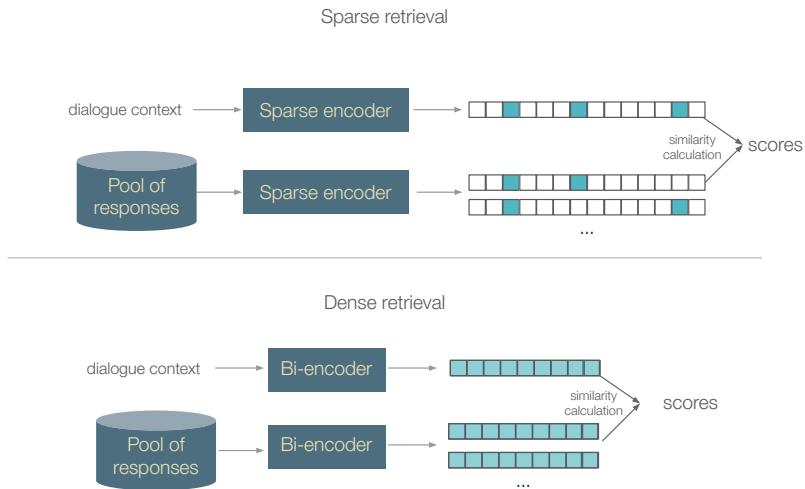 Sparse retrieval
dialogue context
Sparse encoder
similarity
calculation
scores
Pool of
responses
Sparse encoder
...
Dense retrieval
dialogue context
Bi-encoder
similarity
calculation
scores
Pool of
responses
Bi-encoder
...